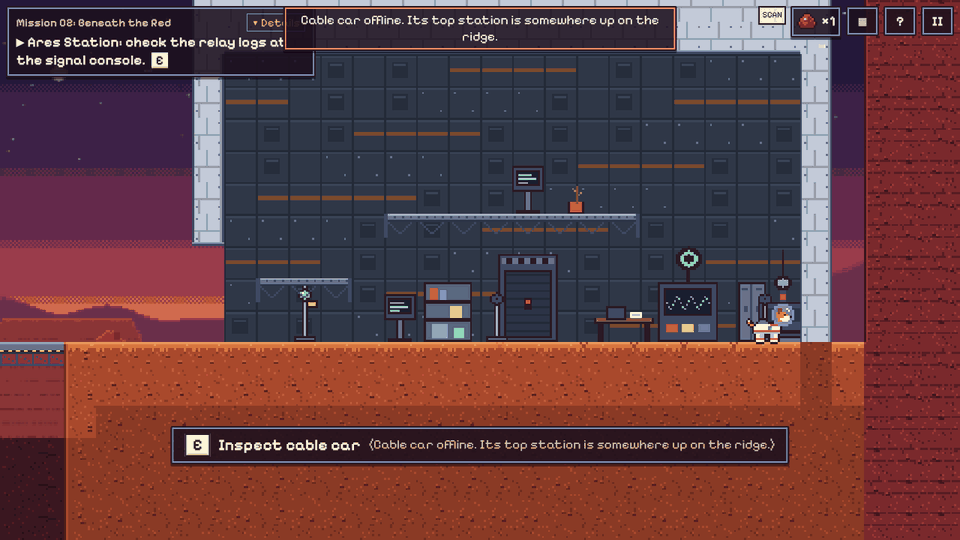 Mission 08: Beneath the Red
▶ Ares Station: check the relay logs at
the signal console. E
Cable car offline. Its top station is somewhere up on the
ridge.
SCAN
×1
?
E Inspect cable car (Cable car offline. Its top station is somewhere up on the ridge.)